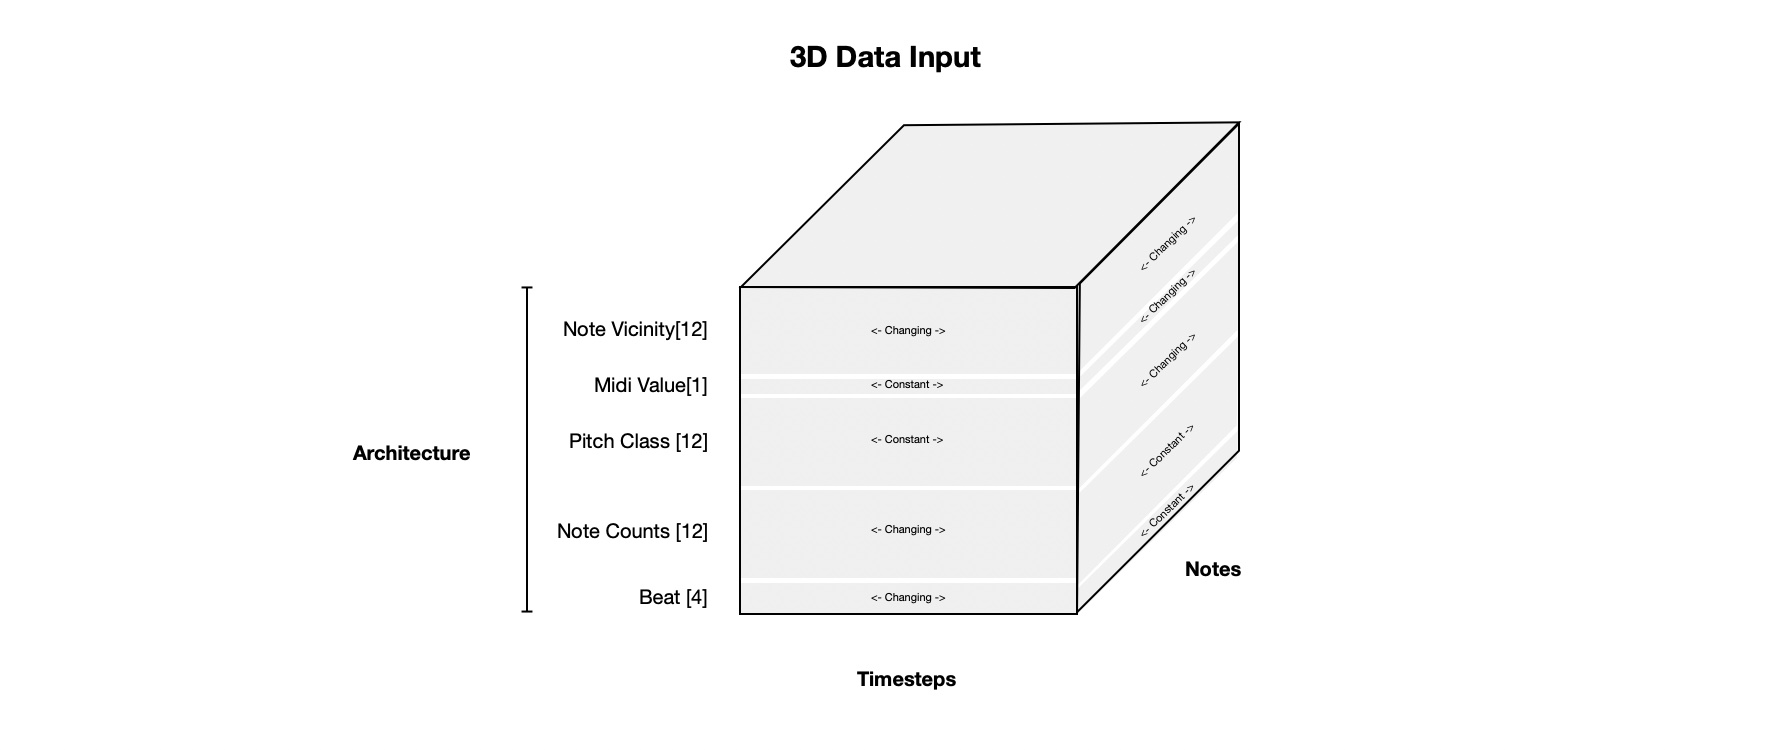 3D Data Input
<- Changing ->
<- Changing ->
Note Vicinity[12]
<- Changing ->
Midi Value[1]
<- Constant ->
<- Changing ->
Architecture
Pitch Class [12]
<- Constant ->
<- Constant ->
Note Counts [12]
<- Changing ->
<- Constant ->
Beat [4]
<- Changing ->
Notes
Timesteps